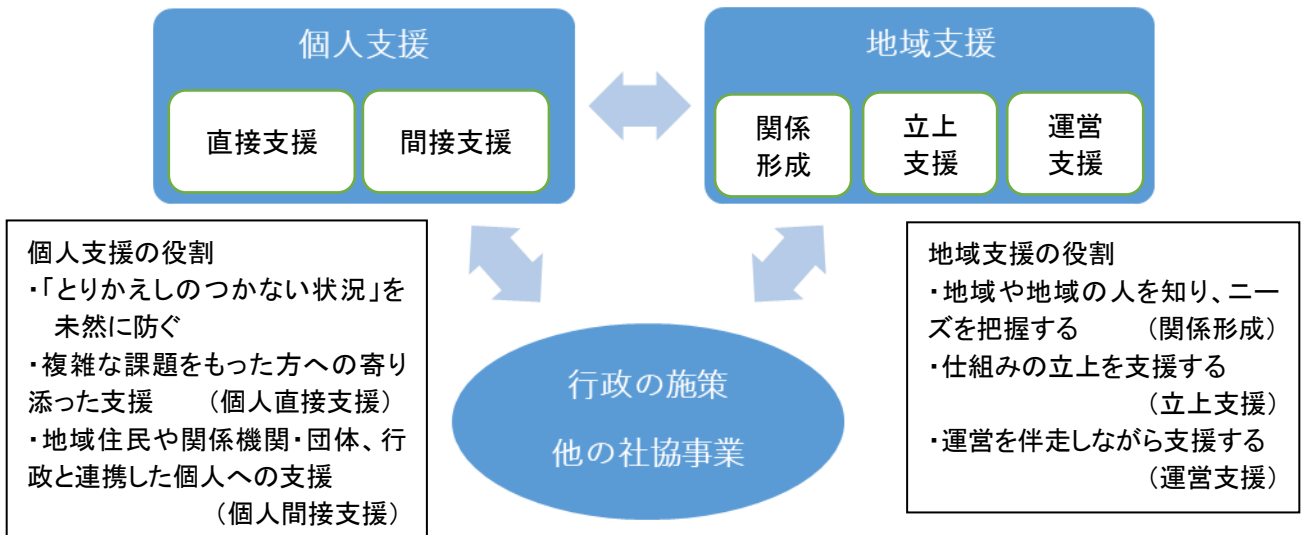 個人支援
直接支援
間接支援
地域支援
関係
形成
立上
支援
運営
支援
個人支援の役割
・「とりかえしのつかない状況」を
未然に防ぐ
・複雑な課題をもった方への寄り
添った支援　　（個人直接支援）
・地域住民や関係機関・団体、行
政と連携した個人への支援
（個人間接支援）
行政の施策
他の社協事業
地域支援の役割
・地域や地域の人を知り、ニー
ズを把握する　　（関係形成）
・仕組みの立上を支援する
（立上支援）
・運営を伴走しながら支援する
（運営支援）